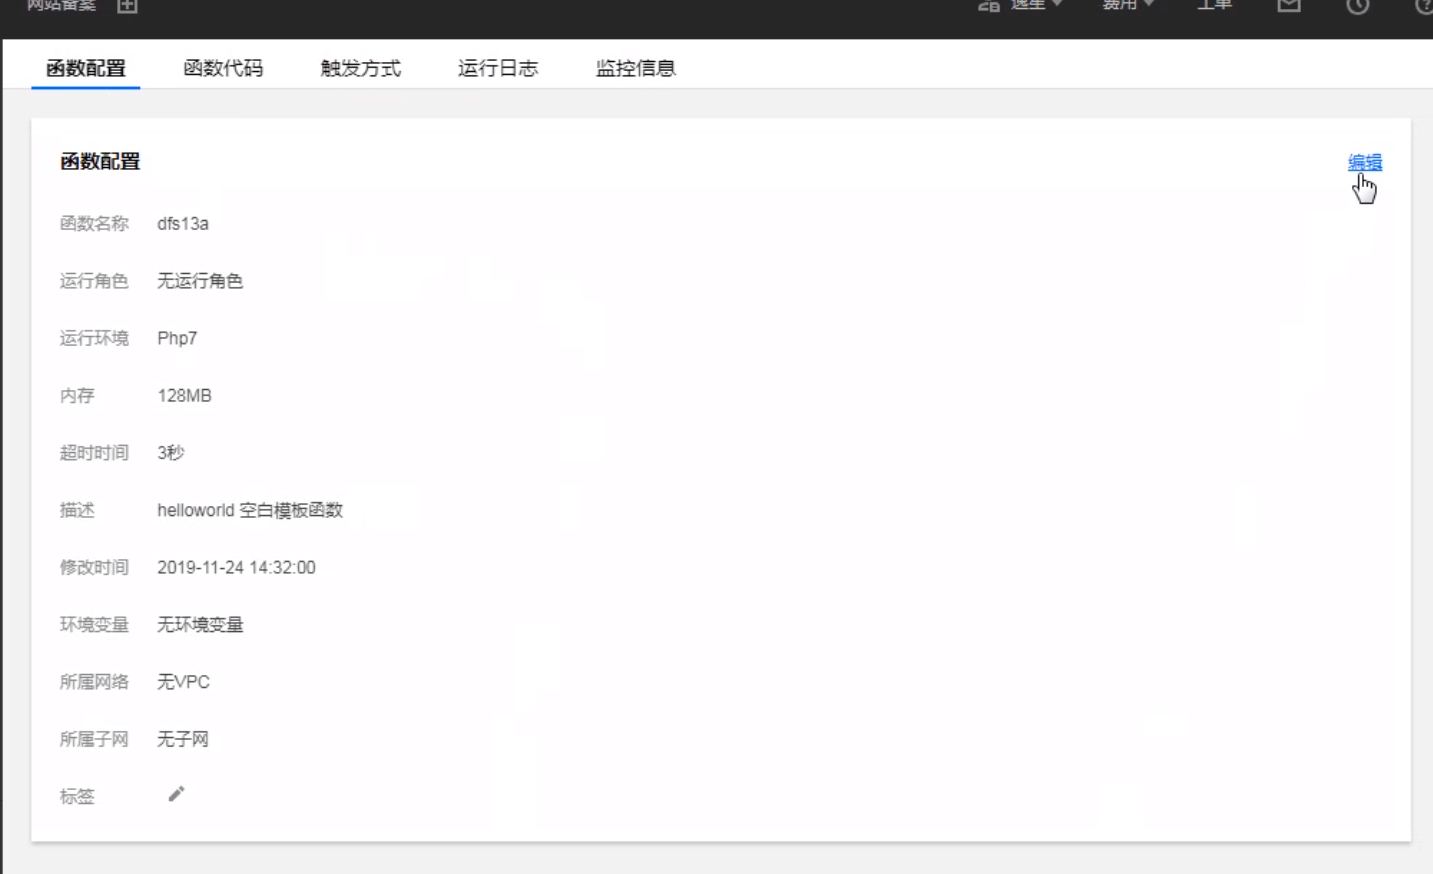 网站备案
费用 工单
函数配置 函数代码 触发方式 运行日志 监控信息
函数配置 编辑
函数名称 dfs13a
运行角色 无运行角色
运行环境 Php7
内存 128MB
超时时间 3秒
描述 helloworld 空白模板函数
修改时间 2019-11-24 14:32:00
环境变量 无环境变量
所属网络 无VPC
所属子网 无子网
标签